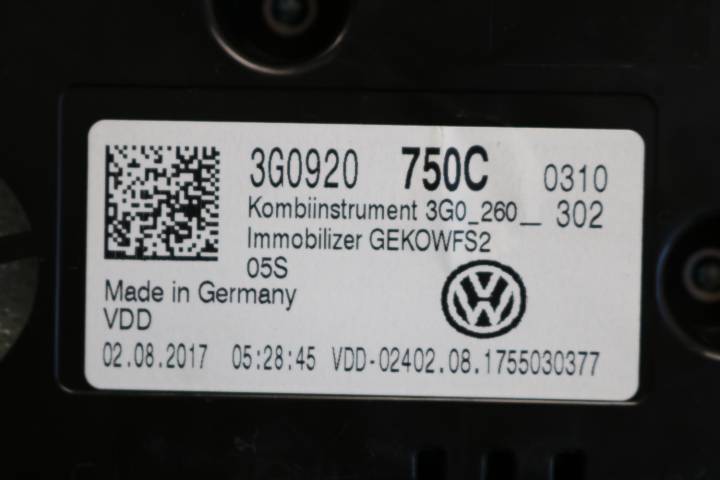 3G0920 750C 0310
Kombiinstrument 3G0_260__ 302
Immobilizer GEKOWFS2
05S
Made in Germany
VDD
02.08.2017 05:28:45 VDD-02402.08.1755030377